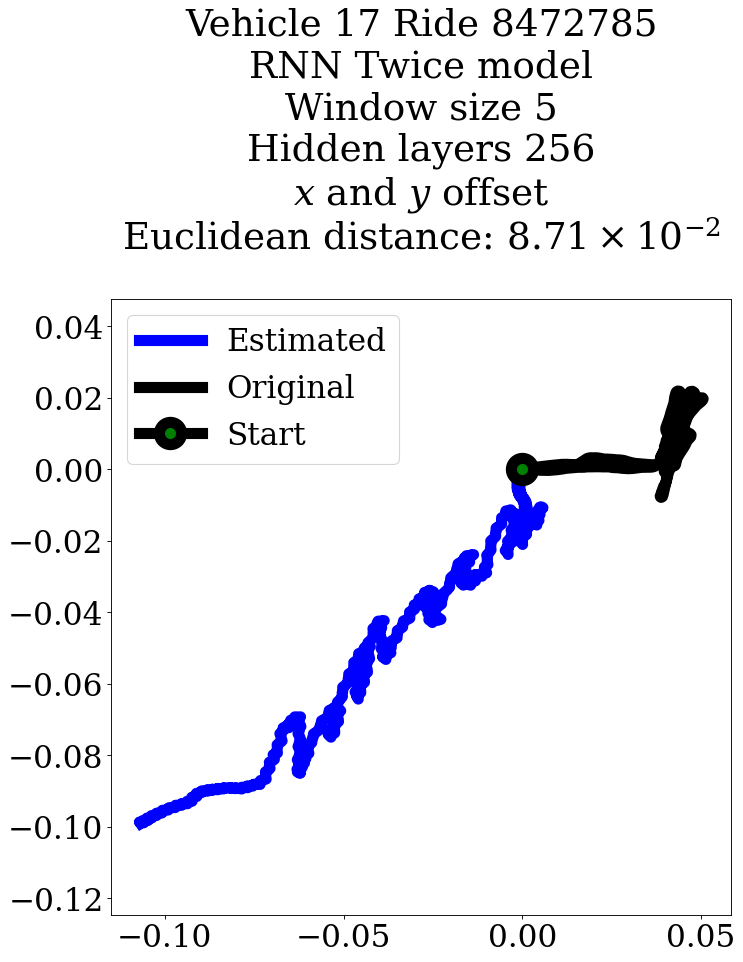 Vehicle 17 Ride 8472785
RNN Twice model
Window size 5
Hidden layers 256
x and y offset
Euclidean distance: 8.71 × 10⁻²
Estimated
Original
Start
0.04
0.02
0.00
−0.02
−0.04
−0.06
−0.08
−0.10
−0.12
−0.10 −0.05 0.00 0.05